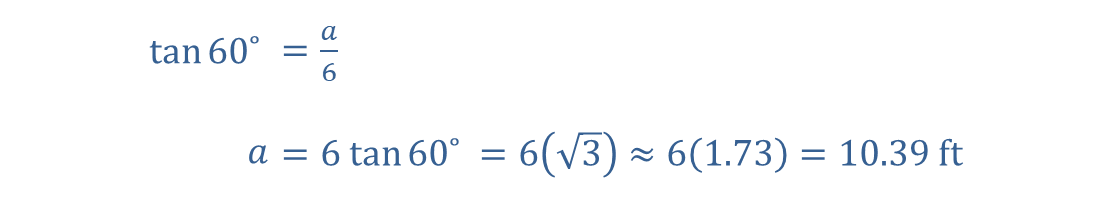 tan 60° = a/6
a = 6 tan 60° = 6(√3) ≈ 6(1.73) = 10.39 ft